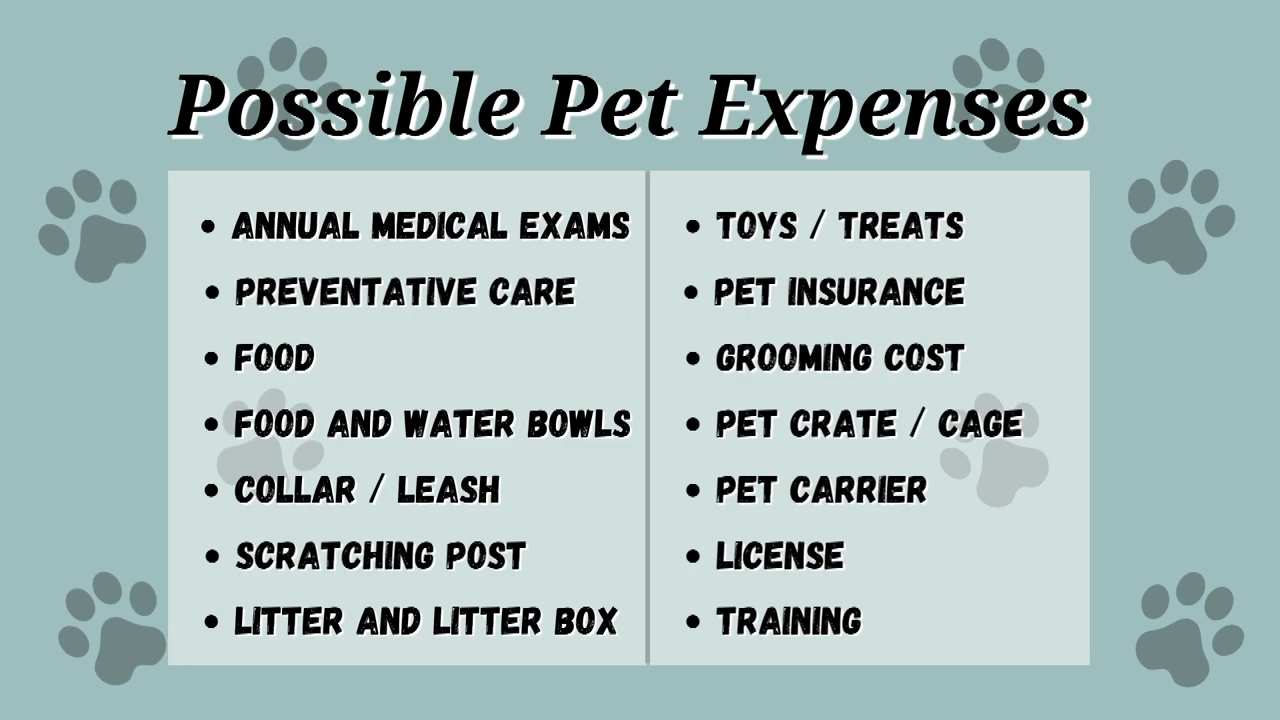 Possible Pet Expenses
• ANNUAL MEDICAL EXAMS
• PREVENTATIVE CARE
• FOOD
• FOOD AND WATER BOWLS
• COLLAR / LEASH
• SCRATCHING POST
• LITTER AND LITTER BOX
• TOYS / TREATS
• PET INSURANCE
• GROOMING COST
• PET CRATE / CAGE
• PET CARRIER
• LICENSE
• TRAINING